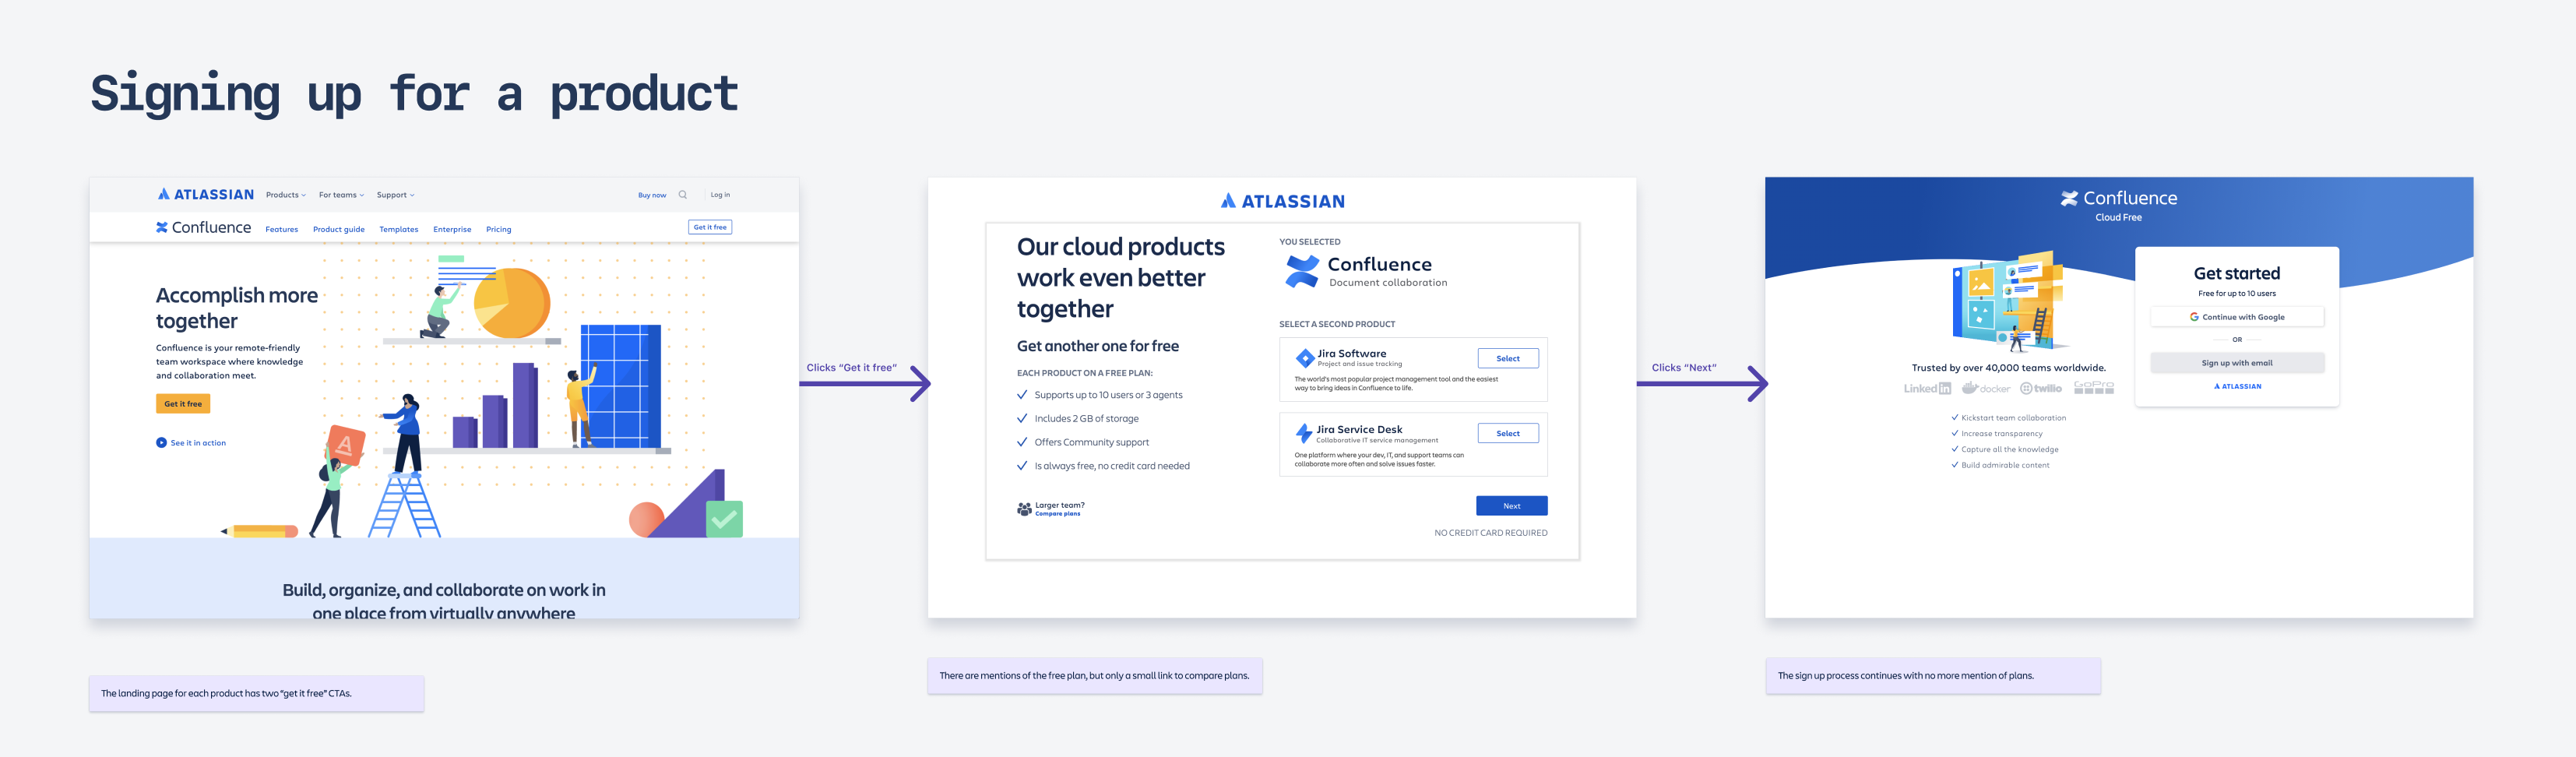 Signing up for a product
ATLASSIAN Products For teams Support Buy now Log in
Confluence Features Product guide Templates Enterprise Pricing Get it free
Accomplish more
together
Confluence is your remote-friendly
team workspace where knowledge
and collaboration meet.
Get it free
See it in action
A
Build, organize, and collaborate on work in
one place from virtually anywhere
The landing page for each product has two “get it free” CTAs.
Clicks “Get it free”
ATLASSIAN
Our cloud products
work even better
together
Get another one for free
EACH PRODUCT ON A FREE PLAN:
Supports up to 10 users or 3 agents
Includes 2 GB of storage
Offers Community support
Is always free, no credit card needed
Larger team?
Compare plans
YOU SELECTED
Confluence
Document collaboration
SELECT A SECOND PRODUCT
Jira Software
Project and issue tracking
Select
The world's most popular project management tool and the easiest
way to bring ideas in Confluence to life.
Jira Service Desk
Collaborative IT service management
Select
One platform where your dev, IT, and support teams can
collaborate more often and solve issues faster.
Next
NO CREDIT CARD REQUIRED
There are mentions of the free plan, but only a small link to compare plans.
Clicks “Next”
Confluence
Cloud Free
Trusted by over 40,000 teams worldwide.
LinkedIn docker twilio GoPro
Kickstart team collaboration
Increase transparency
Capture all the knowledge
Build admirable content
Get started
Free for up to 10 users
Continue with Google
OR
Sign up with email
ATLASSIAN
The sign up process continues with no more mention of plans.